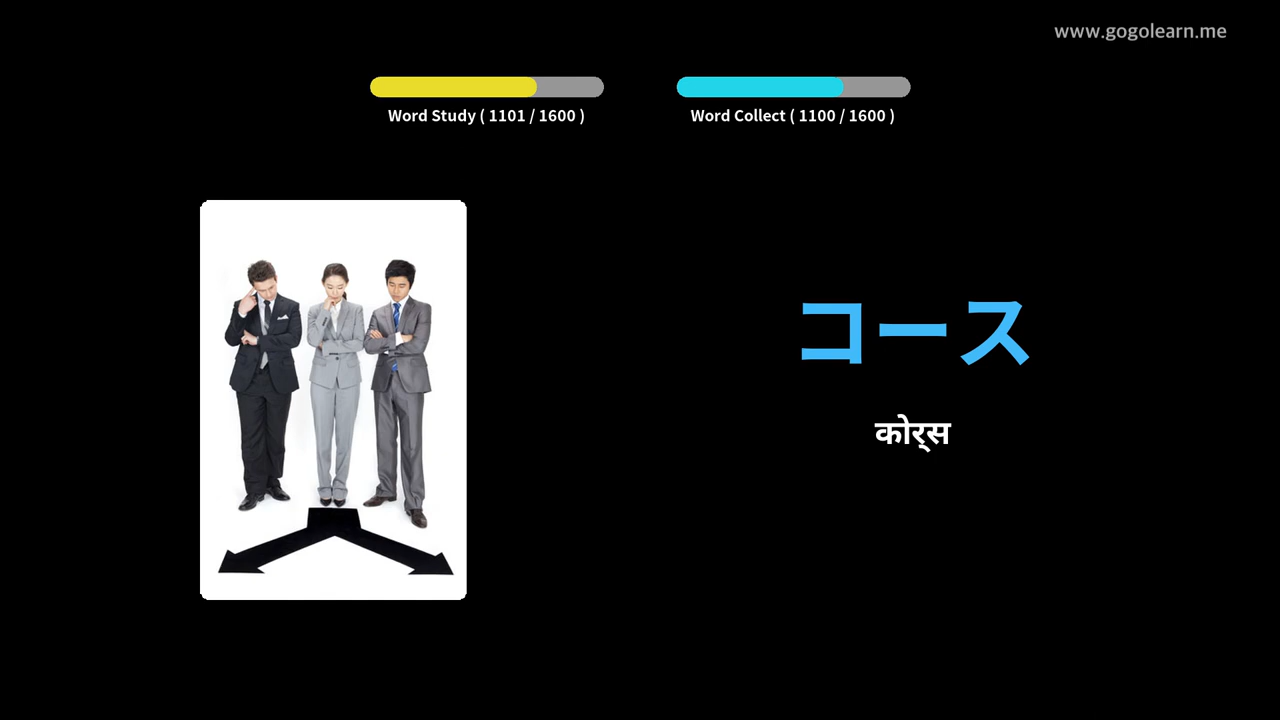 www.gogolearn.me
Word Study ( 1101 / 1600 )
Word Collect ( 1100 / 1600 )
コース
कोर्स